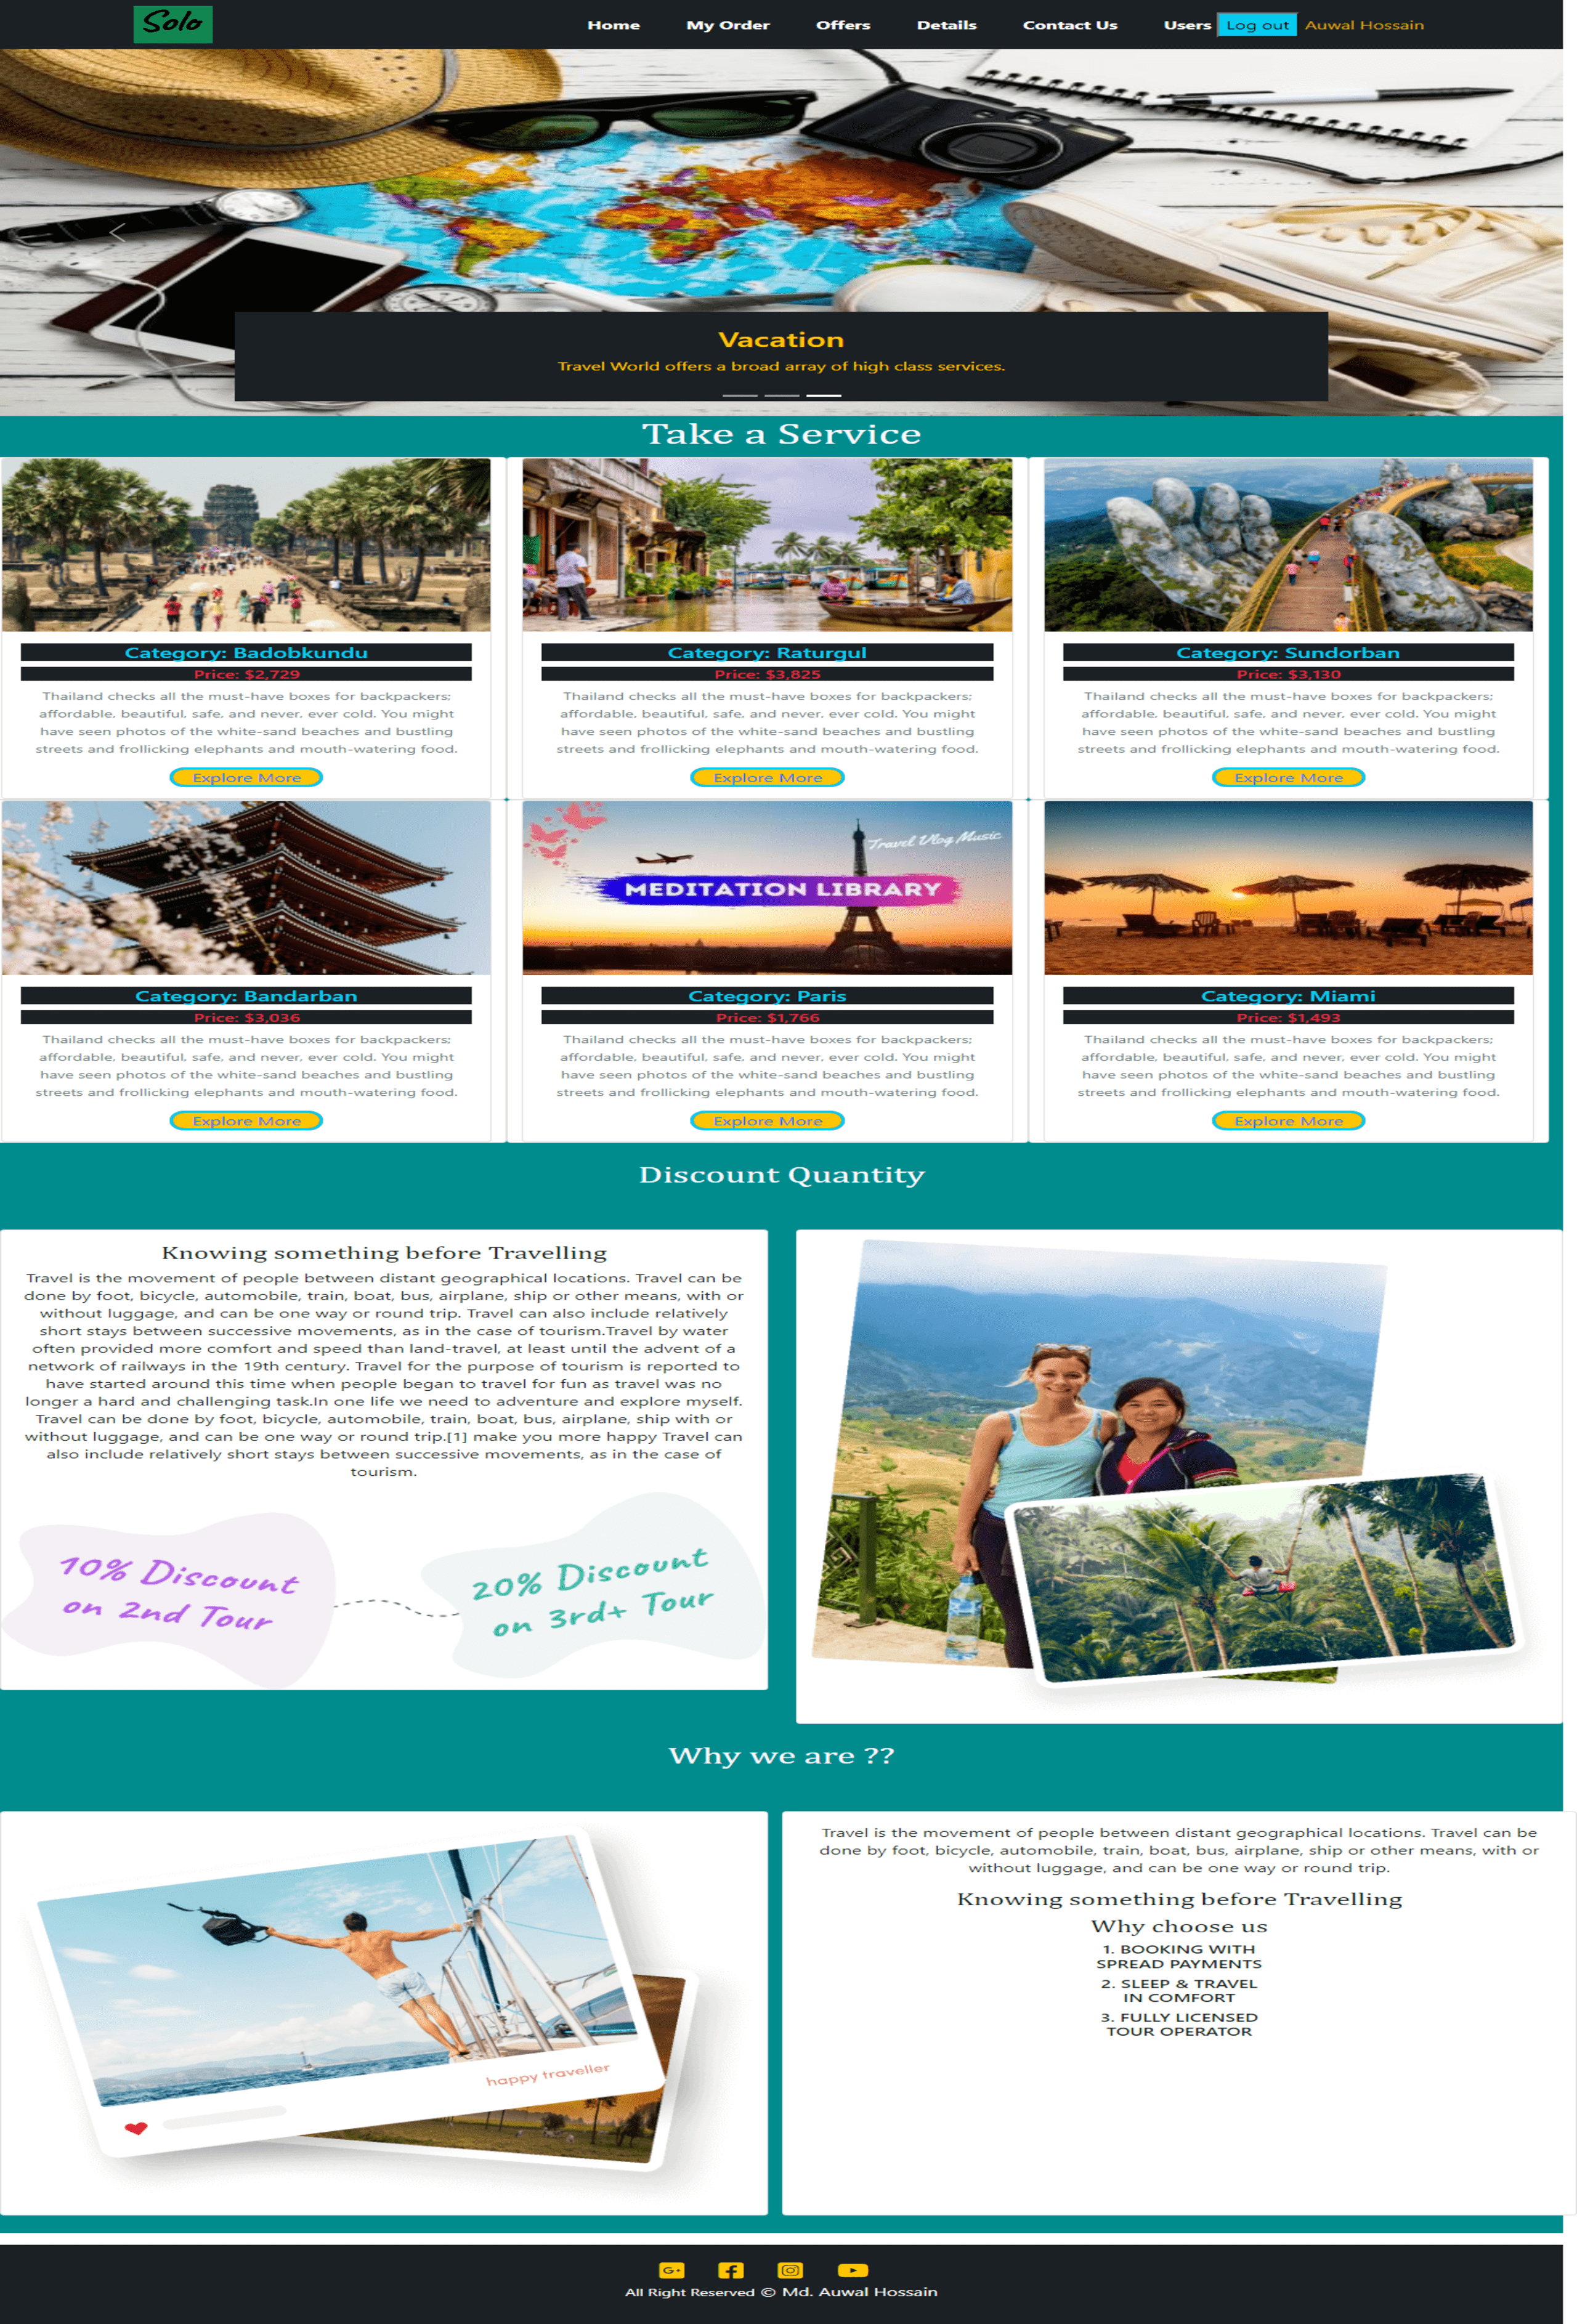 Solo
Home My Order Offers Details Contact Us Users Log out Auwal Hossain
Vacation
Travel World offers a broad array of high class services.
Take a Service
Category: Badobkundu
Price: $2,729
Thailand checks all the must-have boxes for backpackers;
affordable, beautiful, safe, and never, ever cold. You might
have seen photos of the white-sand beaches and bustling
streets and frollicking elephants and mouth-watering food.
Explore More
Category: Raturgul
Price: $3,825
Thailand checks all the must-have boxes for backpackers;
affordable, beautiful, safe, and never, ever cold. You might
have seen photos of the white-sand beaches and bustling
streets and frollicking elephants and mouth-watering food.
Explore More
Category: Sundorban
Price: $3,130
Thailand checks all the must-have boxes for backpackers;
affordable, beautiful, safe, and never, ever cold. You might
have seen photos of the white-sand beaches and bustling
streets and frollicking elephants and mouth-watering food.
Explore More
Category: Bandarban
Price: $3,036
Thailand checks all the must-have boxes for backpackers;
affordable, beautiful, safe, and never, ever cold. You might
have seen photos of the white-sand beaches and bustling
streets and frollicking elephants and mouth-watering food.
Explore More
Travel Vlog Music
MEDITATION LIBRARY
Category: Paris
Price: $1,766
Thailand checks all the must-have boxes for backpackers;
affordable, beautiful, safe, and never, ever cold. You might
have seen photos of the white-sand beaches and bustling
streets and frollicking elephants and mouth-watering food.
Explore More
Category: Miami
Price: $1,493
Thailand checks all the must-have boxes for backpackers;
affordable, beautiful, safe, and never, ever cold. You might
have seen photos of the white-sand beaches and bustling
streets and frollicking elephants and mouth-watering food.
Explore More
Discount Quantity
Knowing something before Travelling
Travel is the movement of people between distant geographical locations. Travel can be
done by foot, bicycle, automobile, train, boat, bus, airplane, ship or other means, with or
without luggage, and can be one way or round trip. Travel can also include relatively
short stays between successive movements, as in the case of tourism.Travel by water
often provided more comfort and speed than land-travel, at least until the advent of a
network of railways in the 19th century. Travel for the purpose of tourism is reported to
have started around this time when people began to travel for fun as travel was no
longer a hard and challenging task.In one life we need to adventure and explore myself.
Travel can be done by foot, bicycle, automobile, train, boat, bus, airplane, ship with or
without luggage, and can be one way or round trip.[1] make you more happy Travel can
also include relatively short stays between successive movements, as in the case of
tourism.
10% Discount
on 2nd Tour
20% Discount
on 3rd+ Tour
Why we are ??
happy traveller
Travel is the movement of people between distant geographical locations. Travel can be
done by foot, bicycle, automobile, train, boat, bus, airplane, ship or other means, with or
without luggage, and can be one way or round trip.
Knowing something before Travelling
Why choose us
1. BOOKING WITH
SPREAD PAYMENTS
2. SLEEP & TRAVEL
IN COMFORT
3. FULLY LICENSED
TOUR OPERATOR
G+
All Right Reserved © Md. Auwal Hossain